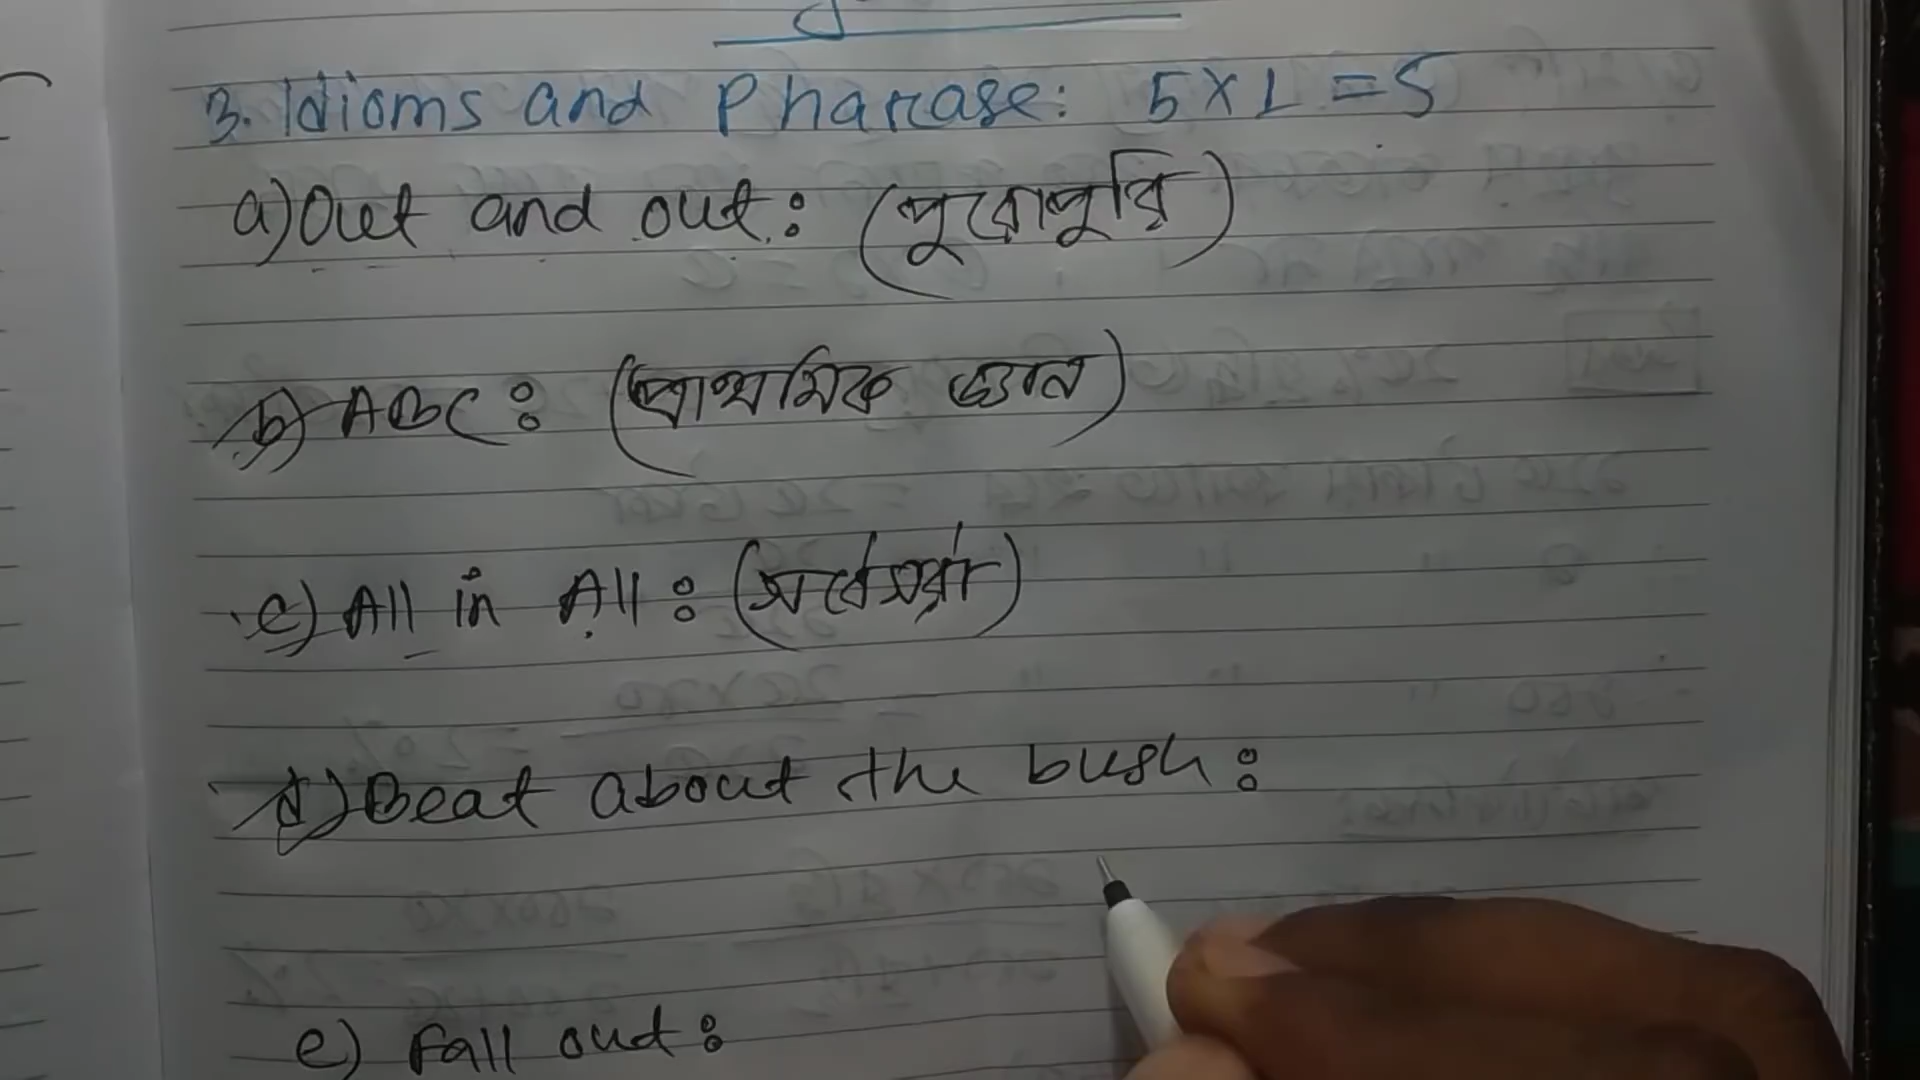 3. Idioms and Pharase: 5 x 1 = 5
a) Out and out: (পুরোপুরি)
b) ABC: (প্রাথমিক জ্ঞান)
c) All in All: (সর্বেসর্বা)
d) Beat about the bush:
e) Fall out: